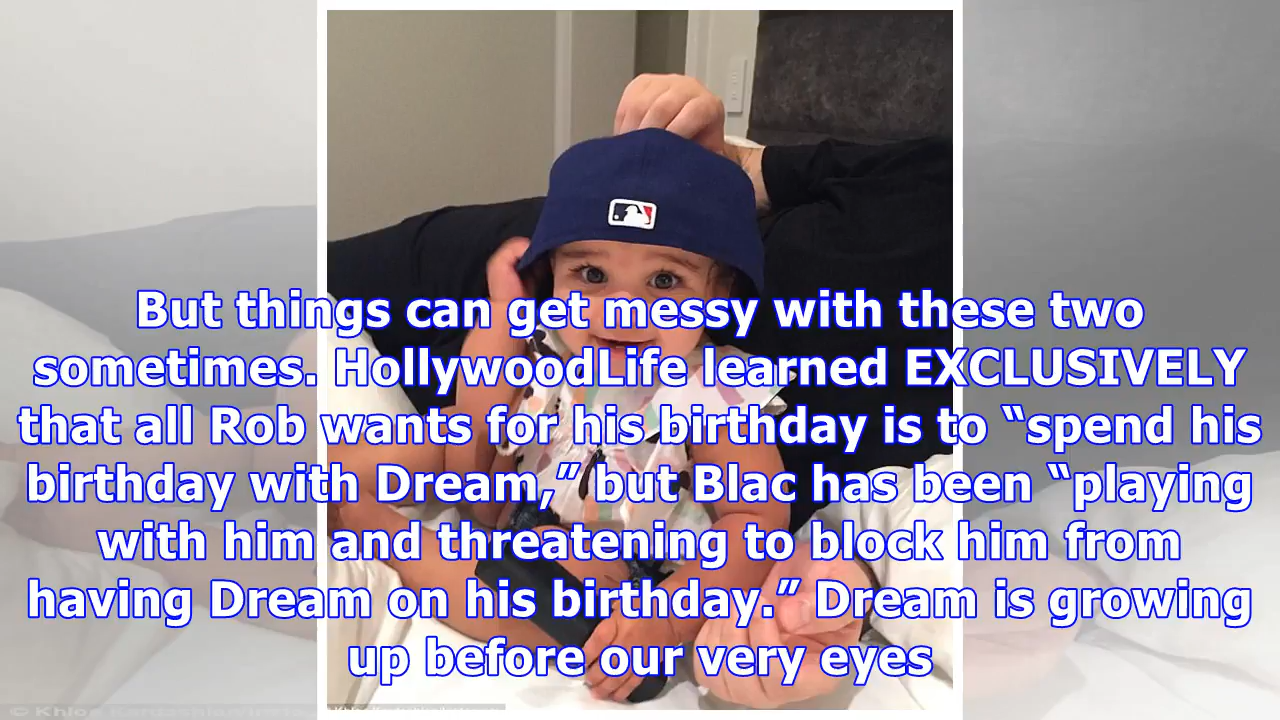 But things can get messy with these two
sometimes. HollywoodLife learned EXCLUSIVELY
that all Rob wants for his birthday is to “spend his
birthday with Dream,” but Blac has been “playing
with him and threatening to block him from
having Dream on his birthday.” Dream is growing
up before our very eyes